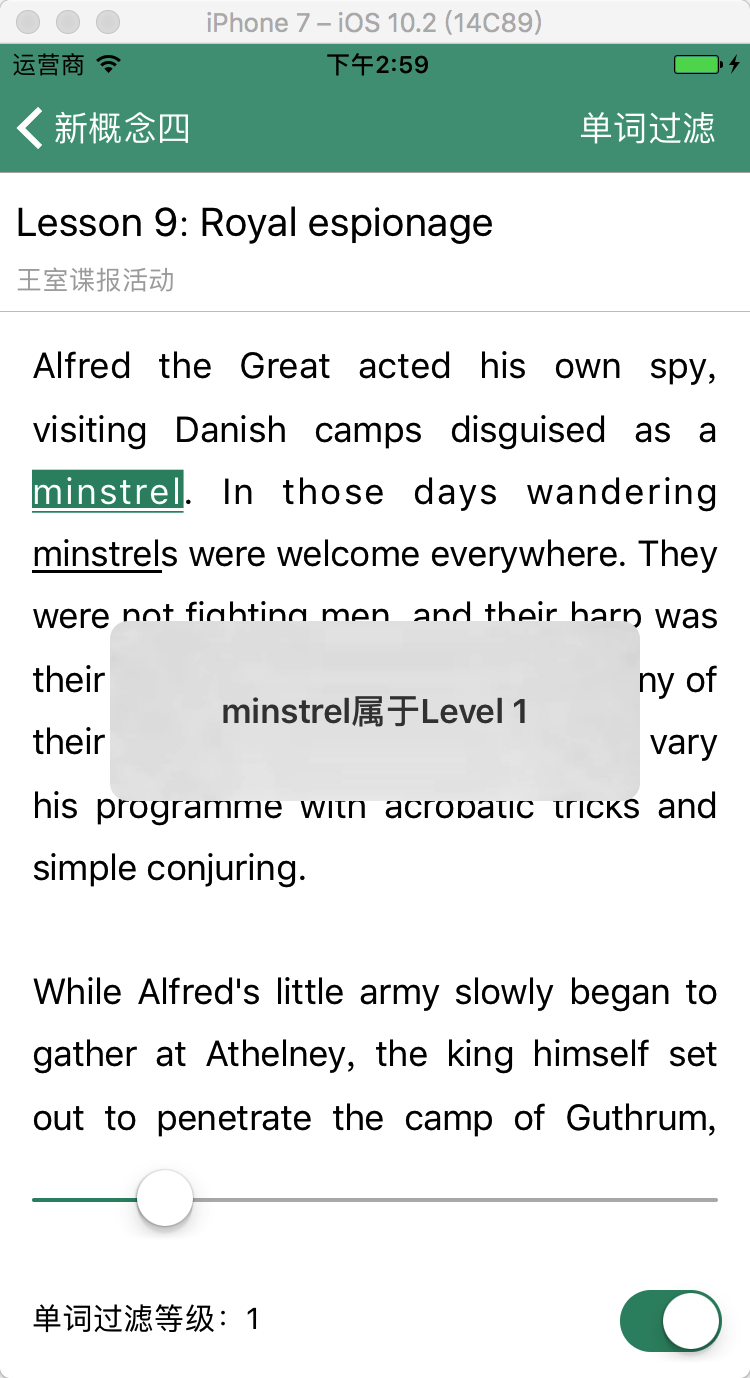 iPhone 7 – iOS 10.2 (14C89)
运营商 下午2:59
新概念四 单词过滤
Lesson 9: Royal espionage
王室谍报活动
Alfred the Great acted his own spy,
visiting Danish camps disguised as a
minstrel. In those days wandering
minstrels were welcome everywhere. They
were not fighting men, and their harp was
their ny of
minstrel属于Level 1
their vary
his programme with acrobatic tricks and
simple conjuring.
While Alfred's little army slowly began to
gather at Athelney, the king himself set
out to penetrate the camp of Guthrum,
单词过滤等级：1